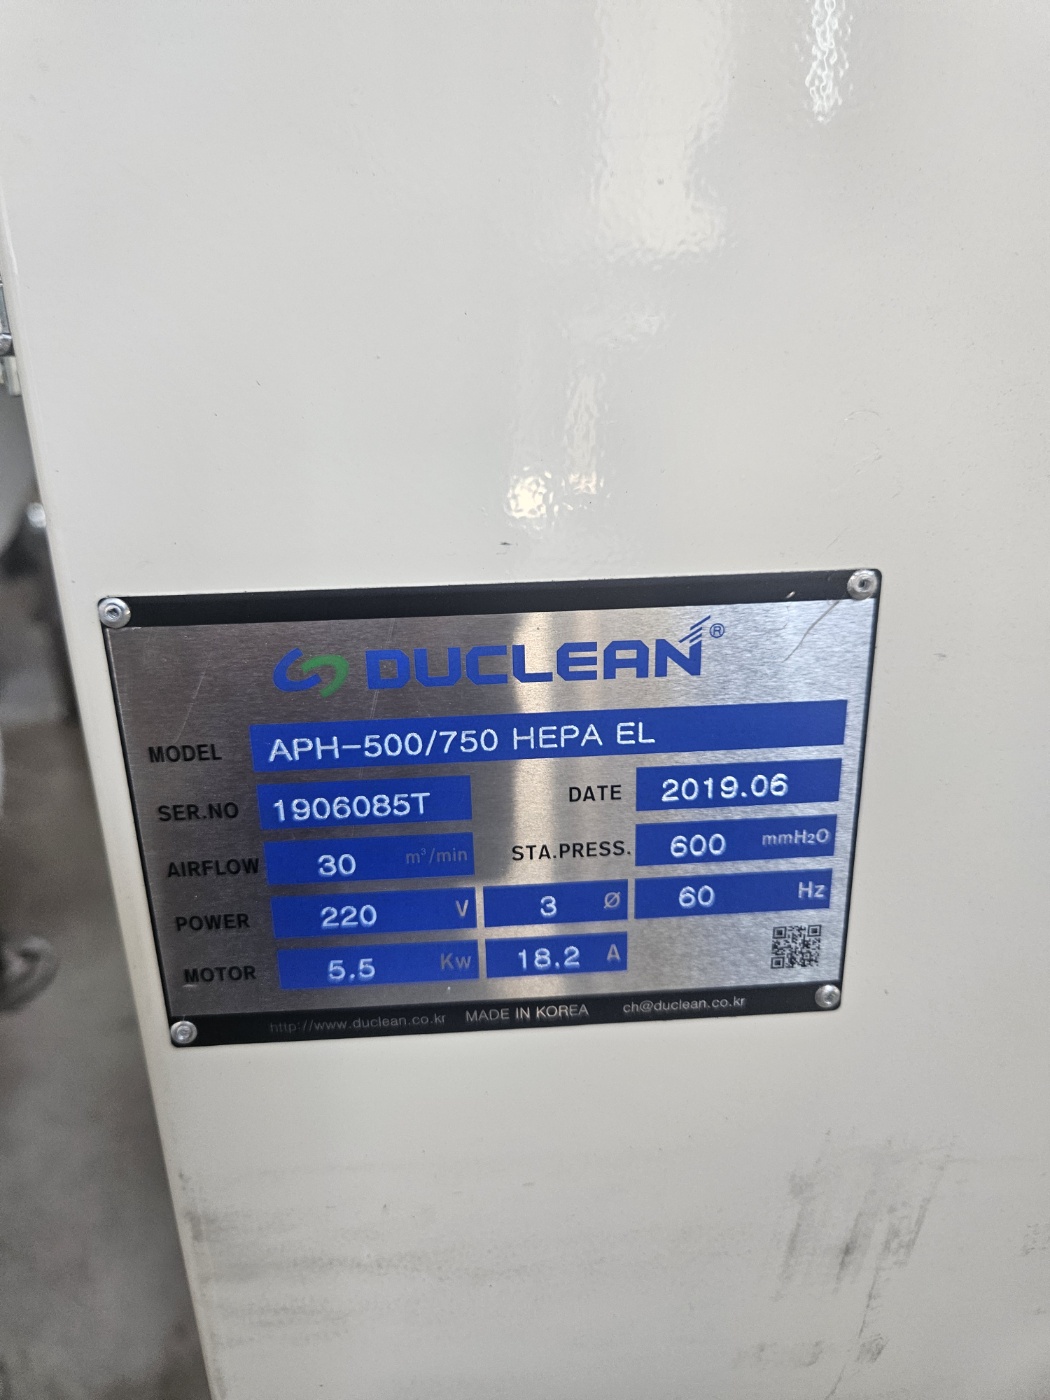 DUCLEAN®
MODEL APH-500/750 HEPA EL
SER.NO 1906085T DATE 2019.06
AIRFLOW 30 m³/min STA.PRESS. 600 mmH₂O
POWER 220 V 3 Ø 60 Hz
MOTOR 5.5 Kw 18.2 A
http://www.duclean.co.kr MADE IN KOREA ch@duclean.co.kr